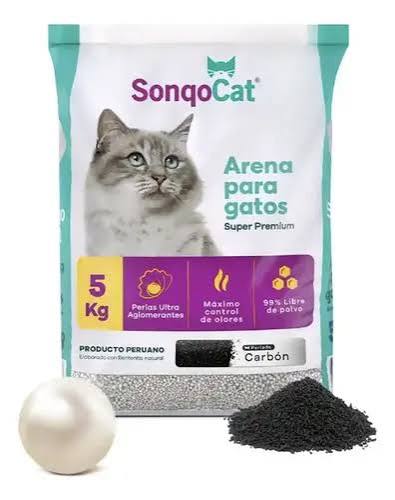 SonqoCat®
Arena
para
gatos
Super Premium
5
Kg
Perlas Ultra
Aglomerantes
Máximo
control
de olores
99% Libre
de polvo
PRODUCTO PERUANO
Elaborado con Bentonita natural
Perlado
Carbón